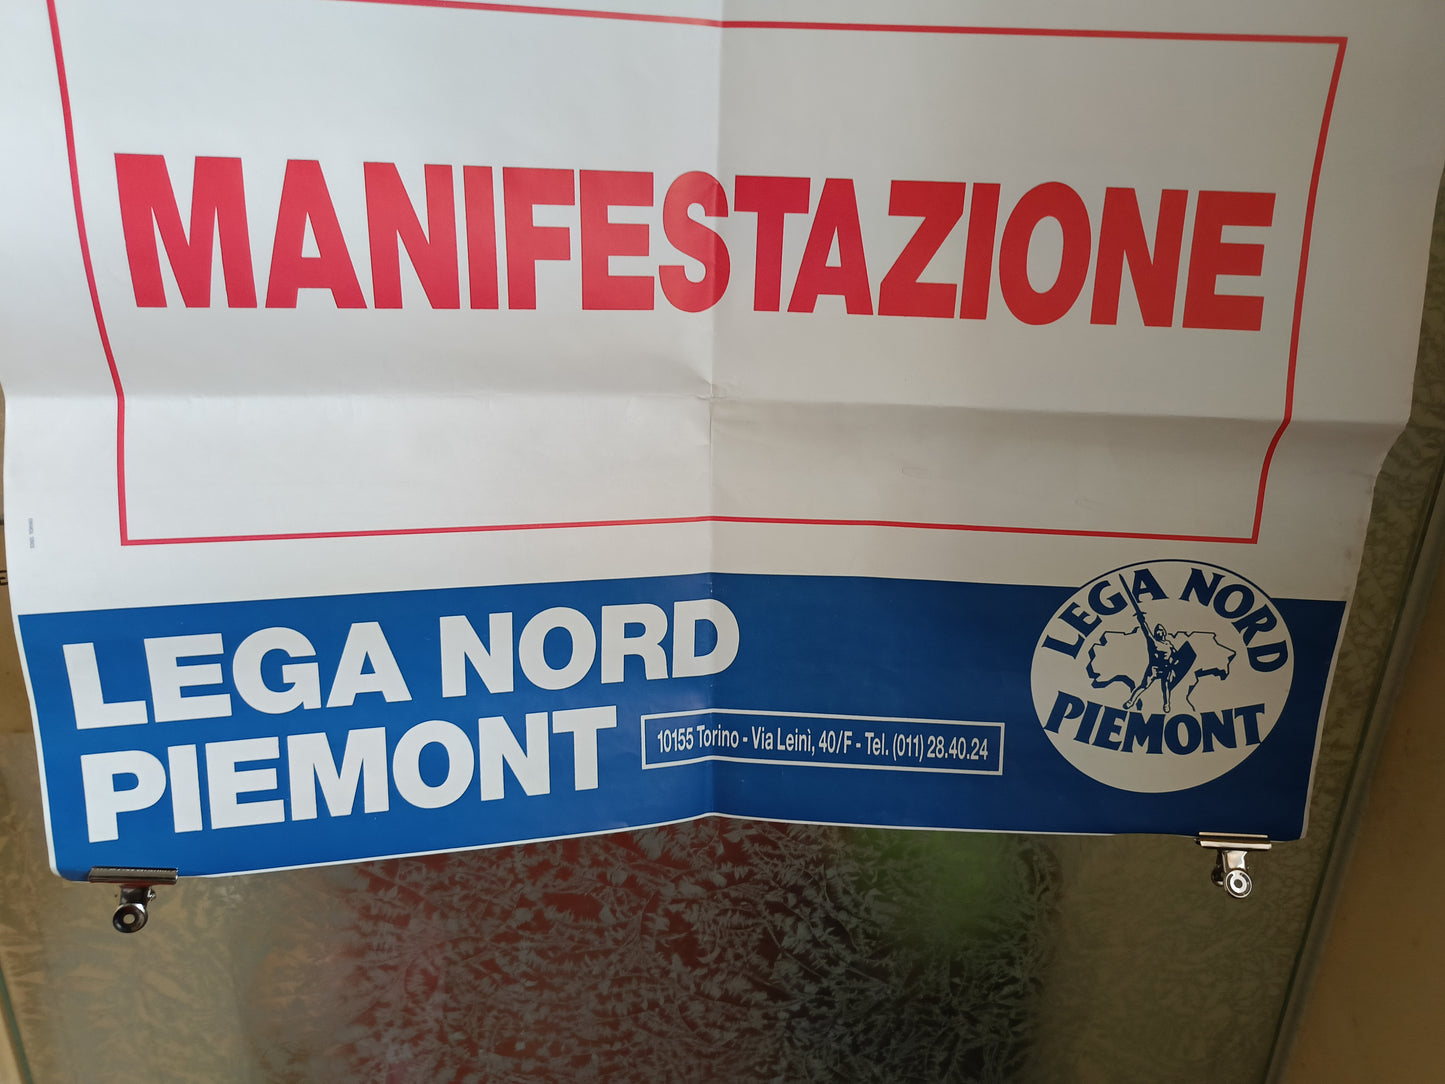 MANIFESTAZIONE
LEGA NORD
PIEMONT
10155 Torino - Via Leinì, 40/F - Tel. (011) 28.40.24
LEGA NORD
PIEMONT